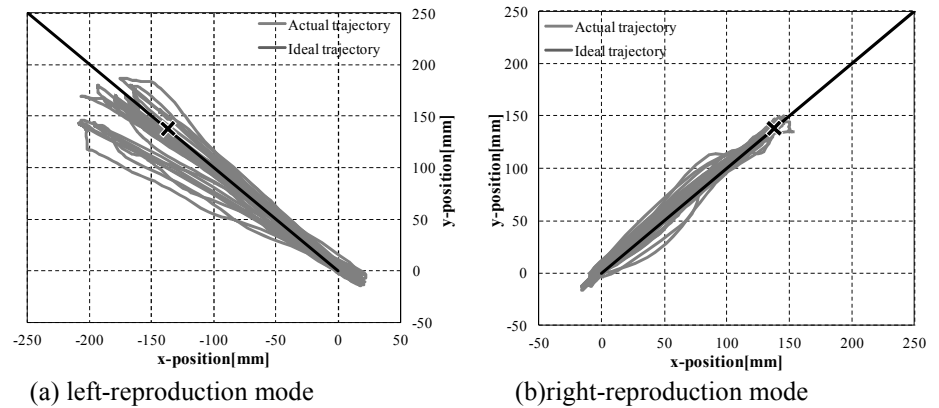 250
200
150
100
50
0
-50
-250 -200 -150 -100 -50 0 50
x-position[mm]
y-position[mm]
Actual trajectory
Ideal trajectory
(a) left-reproduction mode
250
200
150
100
50
0
-50
-50 0 50 100 150 200 250
x-position[mm]
y-position[mm]
Actual trajectory
Ideal trajectory
(b)right-reproduction mode